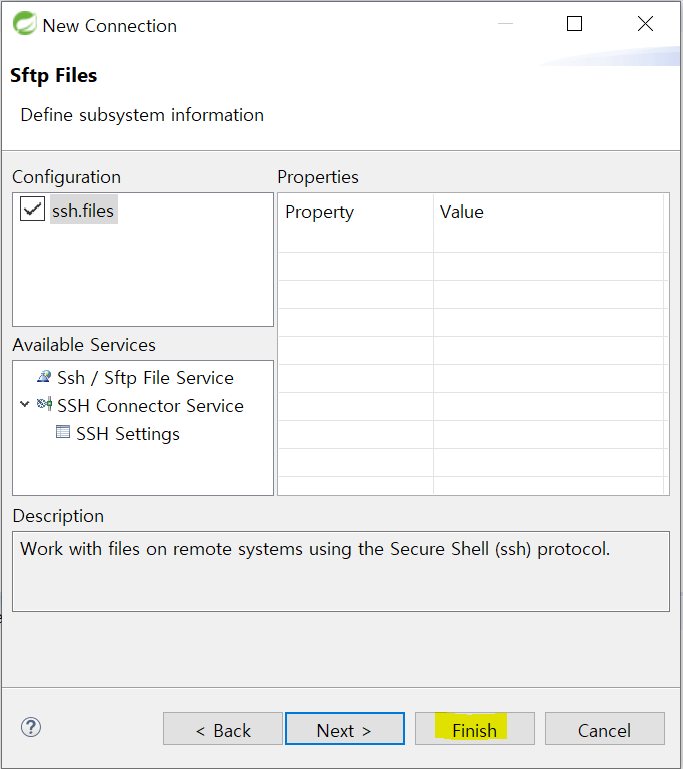 New Connection
Sftp Files
Define subsystem information
Configuration
ssh.files
Properties
Property Value
Available Services
Ssh / Sftp File Service
SSH Connector Service
SSH Settings
Description
Work with files on remote systems using the Secure Shell (ssh) protocol.
? < Back Next > Finish Cancel